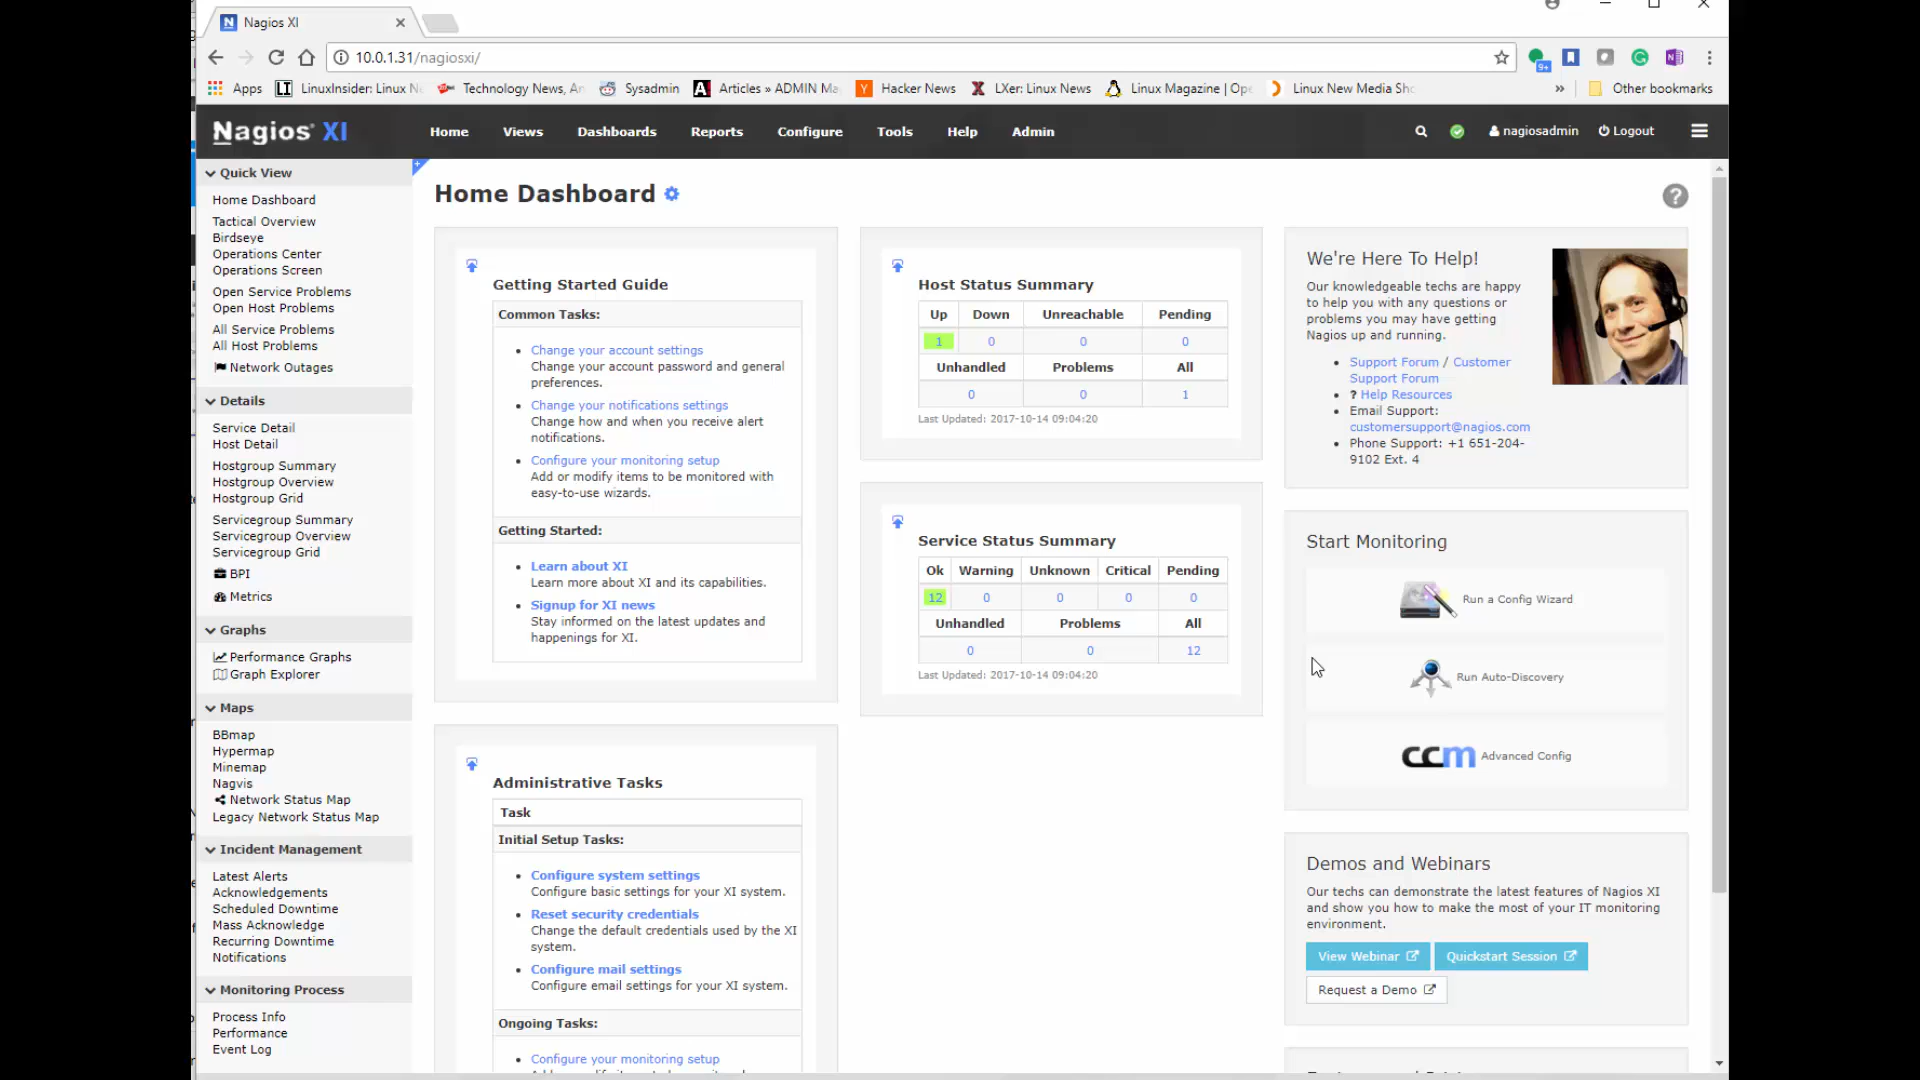 Nagios XI
10.0.1.31/nagiosxi/
9+
Apps
LI
LinuxInsider: Linux N
Technology News, An
Sysadmin
A
Articles » ADMIN Ma
Y
Hacker News
X
LXer: Linux News
Linux Magazine | Ope
Linux New Media Sho
»
Other bookmarks
Nagios® XI
Home
Views
Dashboards
Reports
Configure
Tools
Help
Admin
nagiosadmin
Logout
Quick View
Home Dashboard
Tactical Overview
Birdseye
Operations Center
Operations Screen
Open Service Problems
Open Host Problems
All Service Problems
All Host Problems
Network Outages
Details
Service Detail
Host Detail
Hostgroup Summary
Hostgroup Overview
Hostgroup Grid
Servicegroup Summary
Servicegroup Overview
Servicegroup Grid
BPI
Metrics
Graphs
Performance Graphs
Graph Explorer
Maps
BBmap
Hypermap
Minemap
Nagvis
Network Status Map
Legacy Network Status Map
Incident Management
Latest Alerts
Acknowledgements
Scheduled Downtime
Mass Acknowledge
Recurring Downtime
Notifications
Monitoring Process
Process Info
Performance
Event Log
Home Dashboard
Getting Started Guide
Common Tasks:
Change your account settings
Change your account password and general
preferences.
Change your notifications settings
Change how and when you receive alert
notifications.
Configure your monitoring setup
Add or modify items to be monitored with
easy-to-use wizards.
Getting Started:
Learn about XI
Learn more about XI and its capabilities.
Signup for XI news
Stay informed on the latest updates and
happenings for XI.
Administrative Tasks
Task
Initial Setup Tasks:
Configure system settings
Configure basic settings for your XI system.
Reset security credentials
Change the default credentials used by the XI
system.
Configure mail settings
Configure email settings for your XI system.
Ongoing Tasks:
Configure your monitoring setup
Host Status Summary
Up Down Unreachable Pending
1 0 0 0
Unhandled Problems All
0 0 1
Last Updated: 2017-10-14 09:04:20
Service Status Summary
Ok Warning Unknown Critical Pending
12 0 0 0 0
Unhandled Problems All
0 0 12
Last Updated: 2017-10-14 09:04:20
?
We're Here To Help!
Our knowledgeable techs are happy
to help you with any questions or
problems you may have getting
Nagios up and running.
Support Forum / Customer
Support Forum
? Help Resources
Email Support:
customersupport@nagios.com
Phone Support: +1 651-204-
9102 Ext. 4
Start Monitoring
Run a Config Wizard
Run Auto-Discovery
ccm Advanced Config
Demos and Webinars
Our techs can demonstrate the latest features of Nagios XI
and show you how to make the most of your IT monitoring
environment.
View Webinar
Quickstart Session
Request a Demo